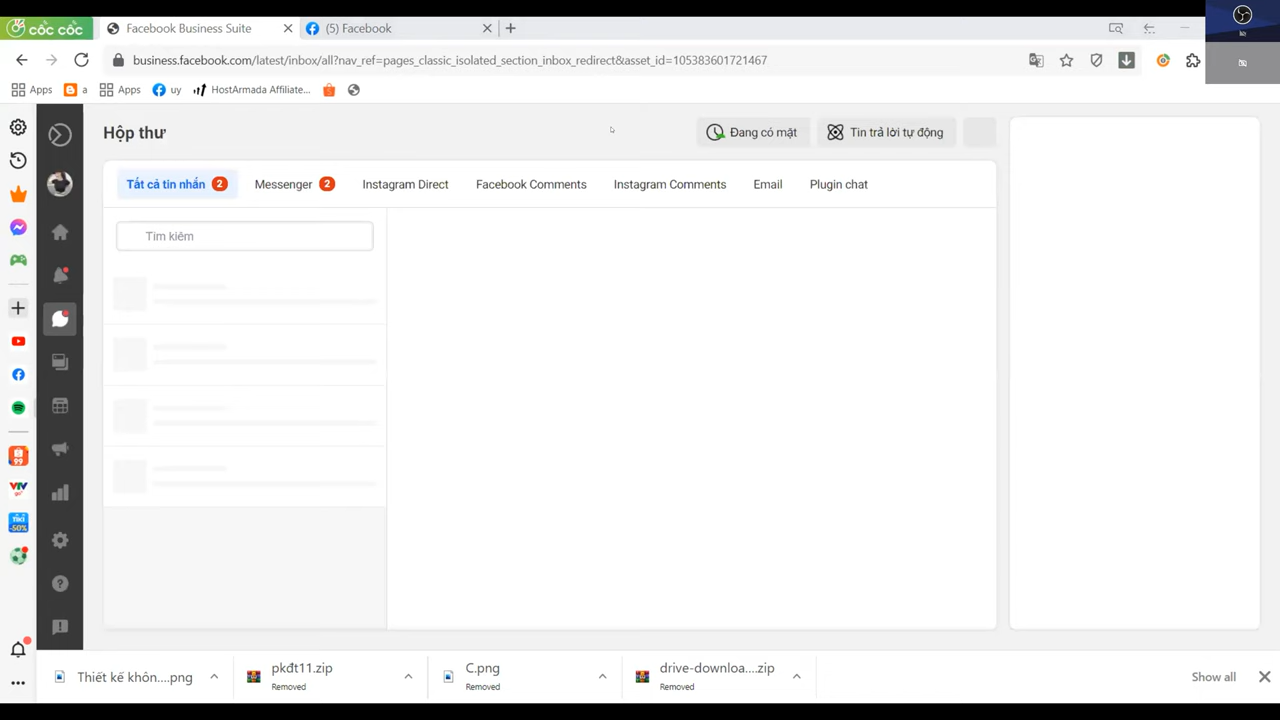 cốc cốc
Facebook Business Suite
(5) Facebook
business.facebook.com/latest/inbox/all?nav_ref=pages_classic_isolated_section_inbox_redirect&asset_id=105383601721467
Apps
a
Apps
uy
HostArmada Affiliate...
Hộp thư
Đang có mặt
Tin trả lời tự động
Tất cả tin nhắn 2
Messenger 2
Instagram Direct
Facebook Comments
Instagram Comments
Email
Plugin chat
Tìm kiếm
Thiết kế khôn....png
pkđt11.zip
Removed
C.png
Removed
drive-downloa....zip
Removed
Show all